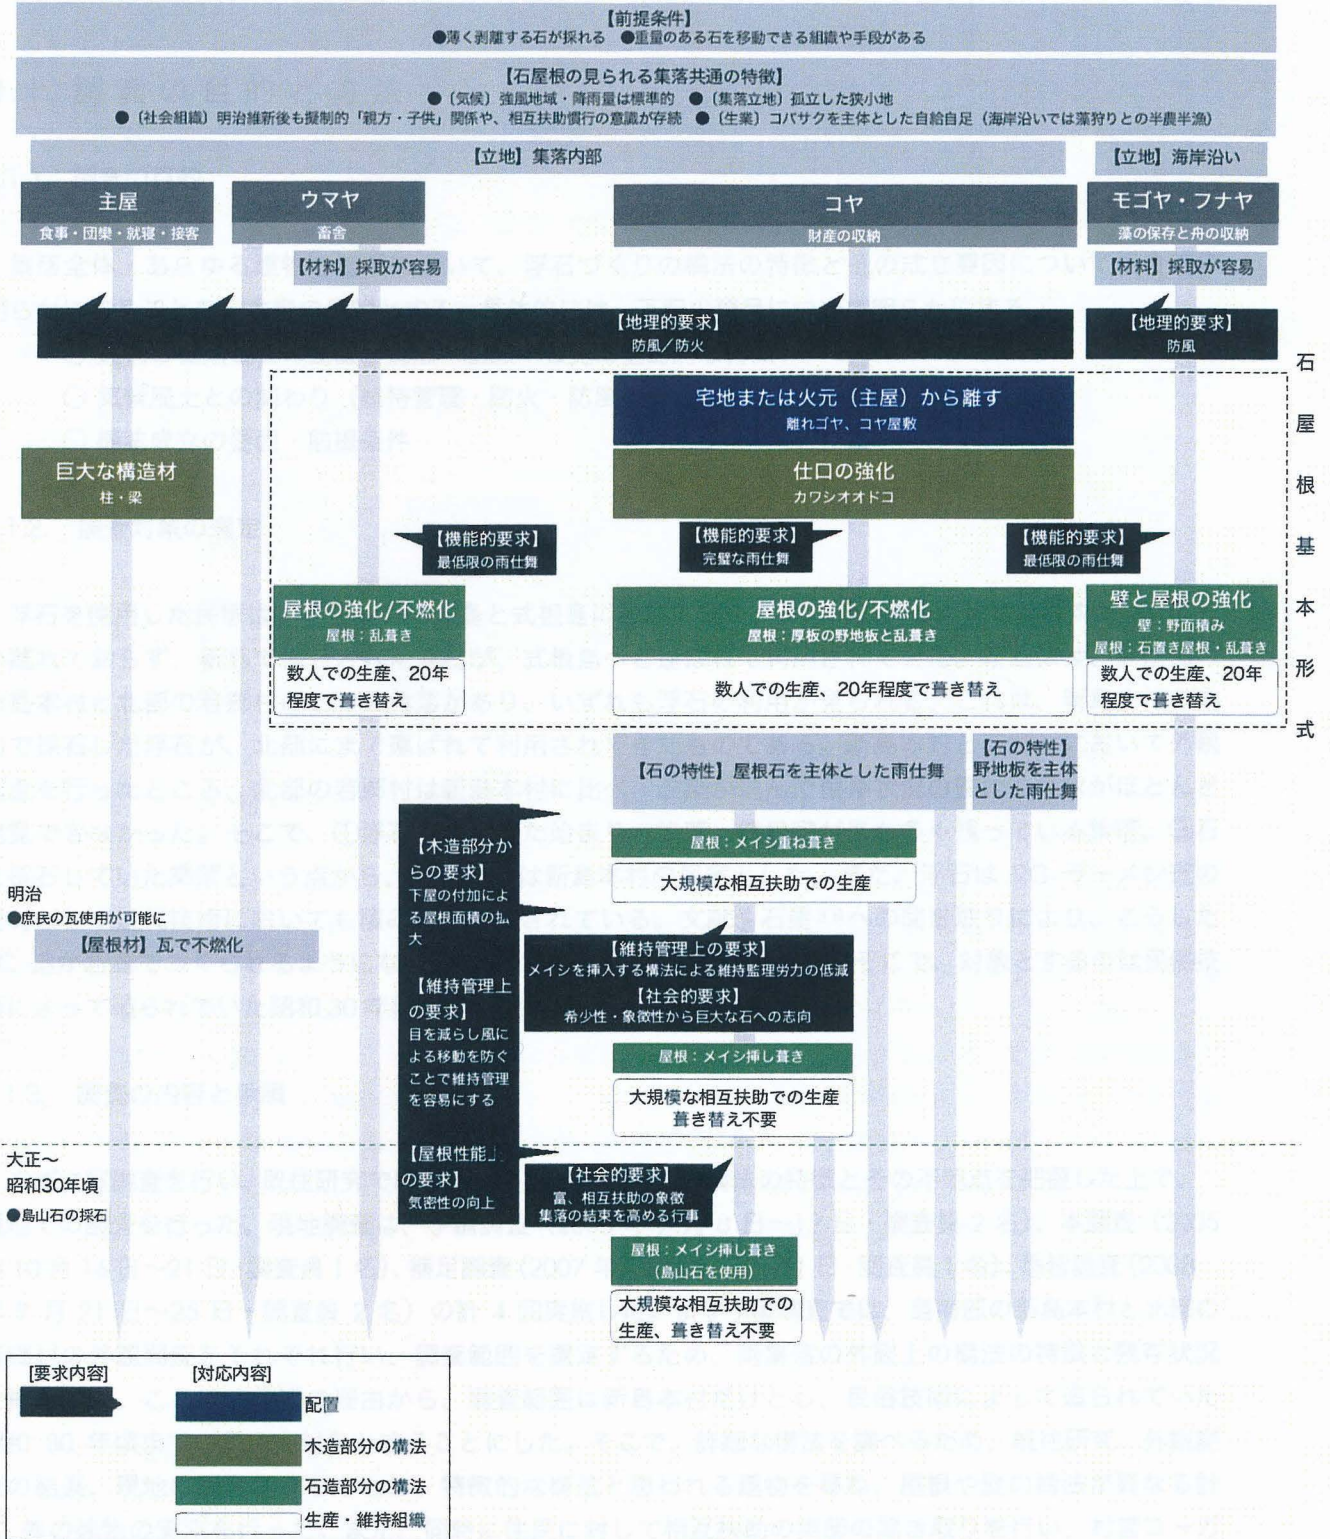 【前提条件】
●薄く剥離する石が採れる ●重量のある石を移動できる組織や手段がある
【石屋根の見られる集落共通の特徴】
●〔気候〕強風地域・降雨量は標準的 ●〔集落立地〕孤立した狭小地
●〔社会組織〕明治維新後も擬制的「親方・子供」関係や、相互扶助慣行の意識が存続 ●〔生業〕コバサクを主体とした自給自足（海岸沿いでは藻狩りとの半農半漁）
【立地】集落内部
【立地】海岸沿い
主屋
食事・団欒・就寝・接客
ウマヤ
畜舎
コヤ
財産の収納
モゴヤ・フナヤ
藻の保存と舟の収納
【材料】採取が容易
【材料】採取が容易
【地理的要求】
防風／防火
【地理的要求】
防風
石屋根基本形式
宅地または火元（主屋）から離す
離れゴヤ、コヤ屋敷
巨大な構造材
柱・梁
仕口の強化
カワシオオドコ
【機能的要求】
最低限の雨仕舞
【機能的要求】
完璧な雨仕舞
【機能的要求】
最低限の雨仕舞
屋根の強化/不燃化
屋根：乱葺き
屋根の強化/不燃化
屋根：厚板の野地板と乱葺き
壁と屋根の強化
壁：野面積み
屋根：石置き屋根・乱葺き
数人での生産、20年
程度で葺き替え
数人での生産、20年程度で葺き替え
数人での生産、20年
程度で葺き替え
【石の特性】屋根石を主体とした雨仕舞
【石の特性】
野地板を主体
とした雨仕舞
【木造部分か
らの要求】
下屋の付加によ
る屋根面積の拡
大
屋根：メイシ重ね葺き
大規模な相互扶助での生産
明治
●庶民の瓦使用が可能に
【屋根材】瓦で不燃化
【維持管理上の要求】
メイシを挿入する構法による維持監理労力の低減
【社会的要求】
希少性・象徴性から巨大な石への志向
【維持管理上
の要求】
目を減らし風に
よる移動を防ぐ
ことで維持管理
を容易にする
屋根：メイシ挿し葺き
大規模な相互扶助での生産
葺き替え不要
大正～
昭和30年頃
●島山石の採石
【屋根性能上
の要求】
気密性の向上
【社会的要求】
富、相互扶助の象徴
集落の結束を高める行事
屋根：メイシ挿し葺き
（島山石を使用）
大規模な相互扶助での
生産、葺き替え不要
[要求内容]
[対応内容]
配置
木造部分の構法
石造部分の構法
生産・維持組織